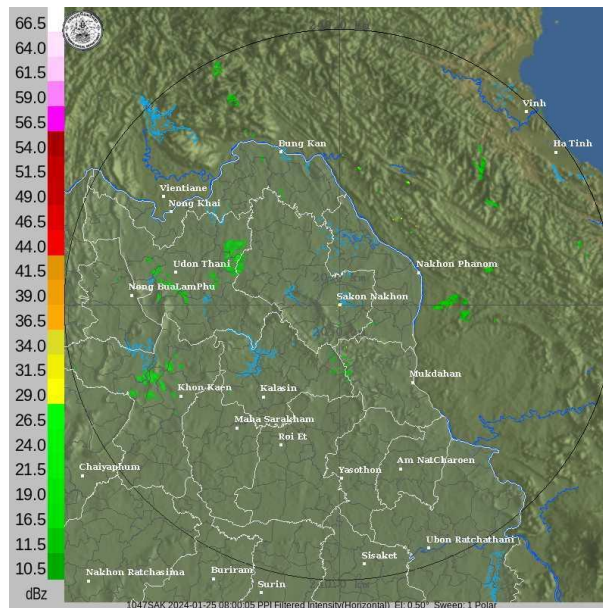 66.5
64.0
61.5
59.0
56.5
54.0
51.5
49.0
46.5
44.0
41.5
39.0
36.5
34.0
31.5
29.0
26.5
24.0
21.5
19.0
16.5
11.5
10.5
dBz
Vinh
Ha Tinh
Bung Kan
Vientiane
Nong Khai
Udon Thani
Nakhon Phanom
Nong BuaLamPhu
Sakon Nakhon
Mukdahan
Khon Kaen
Kalasin
Maha Sarakham
Roi Et
Chaiyaphum
Am NatCharoen
Yasothon
Ubon Ratchathani
Sisaket
Nakhon Ratchasima
Buriram
Surin
1047SAK 2024-01-25 08:00:05 PPI Filtered Intensity(Horizontal) El: 0.50° Sweep: 1 Polar